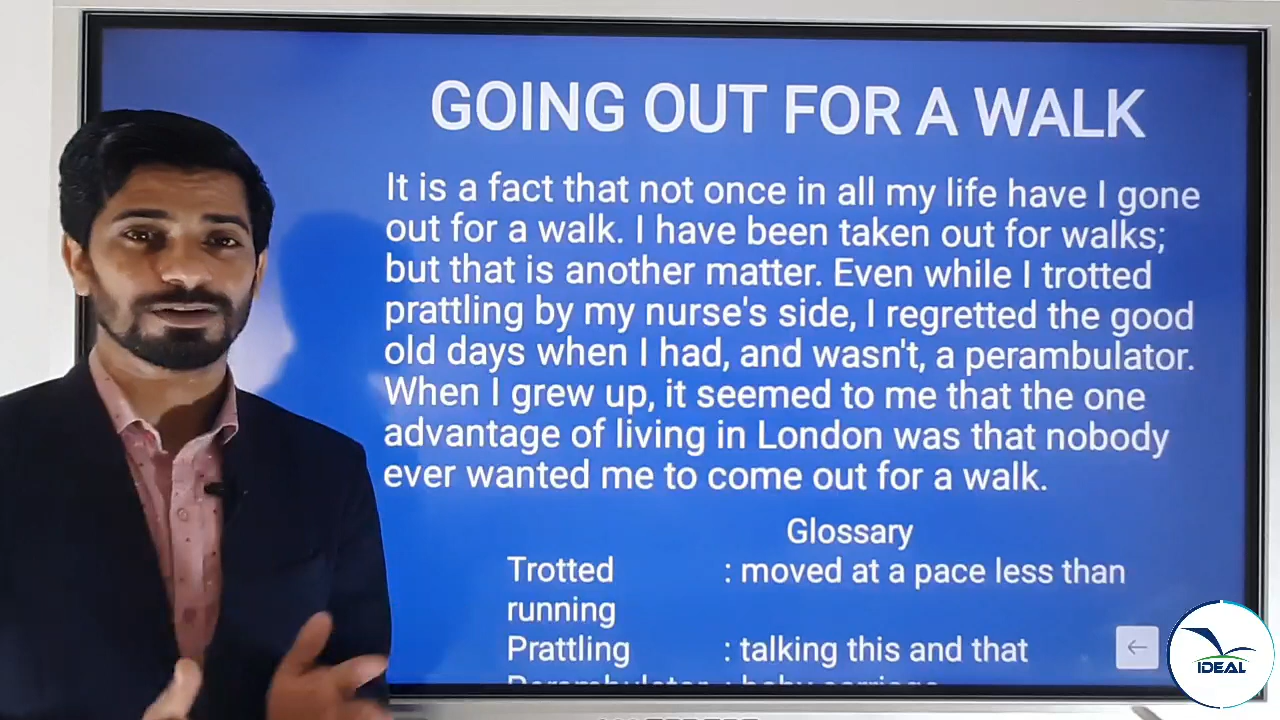 GOING OUT FOR A WALK
It is a fact that not once in all my life have I gone
out for a walk. I have been taken out for walks;
but that is another matter. Even while I trotted
prattling by my nurse's side, I regretted the good
old days when I had, and wasn't, a perambulator.
When I grew up, it seemed to me that the one
advantage of living in London was that nobody
ever wanted me to come out for a walk.
Glossary
Trotted : moved at a pace less than
running
Prattling : talking this and that
Perambulator : baby carriage
IDEAL